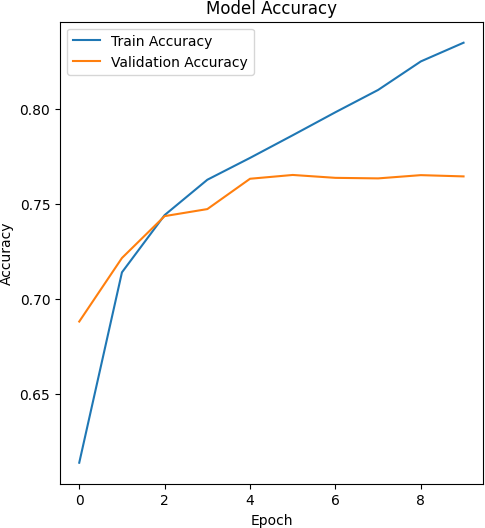 Model Accuracy
Train Accuracy
Validation Accuracy
0.80
0.75
0.70
0.65
Accuracy
0 2 4 6 8
Epoch